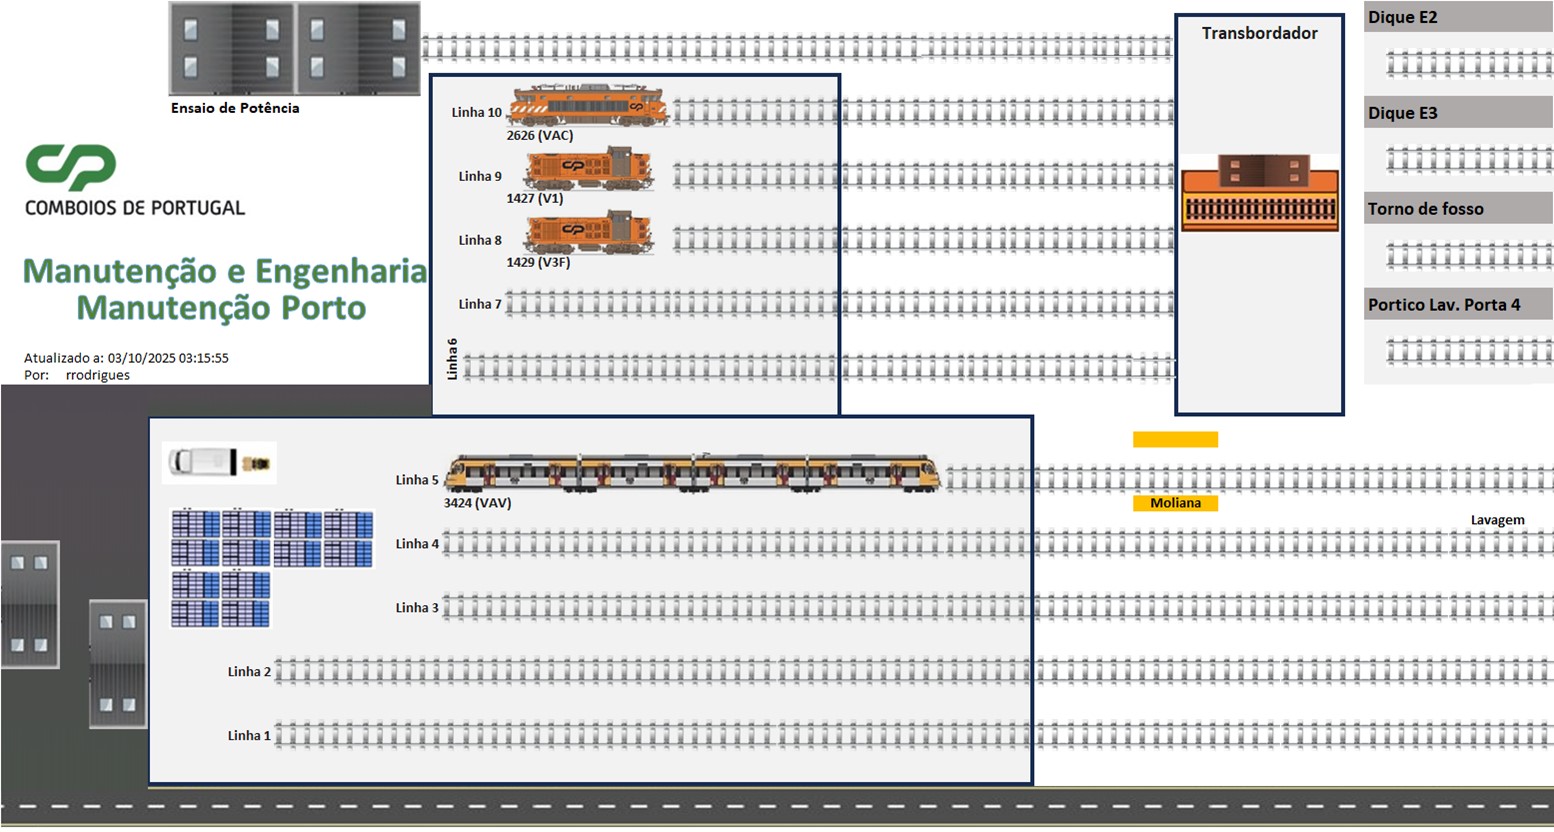 Ensaio de Potência
CP
COMBOIOS DE PORTUGAL
Manutenção e Engenharia
Manutenção Porto
Atualizado a: 03/10/2025 03:15:55
Por: rrodrigues
Linha 10
2626 (VAC)
Linha 9
1427 (V1)
Linha 8
1429 (V3F)
Linha 7
Linha 6
Transbordador
Dique E2
Dique E3
Torno de fosso
Portico Lav. Porta 4
Linha 5
3424 (VAV)
Moliana
Lavagem
Linha 4
Linha 3
Linha 2
Linha 1